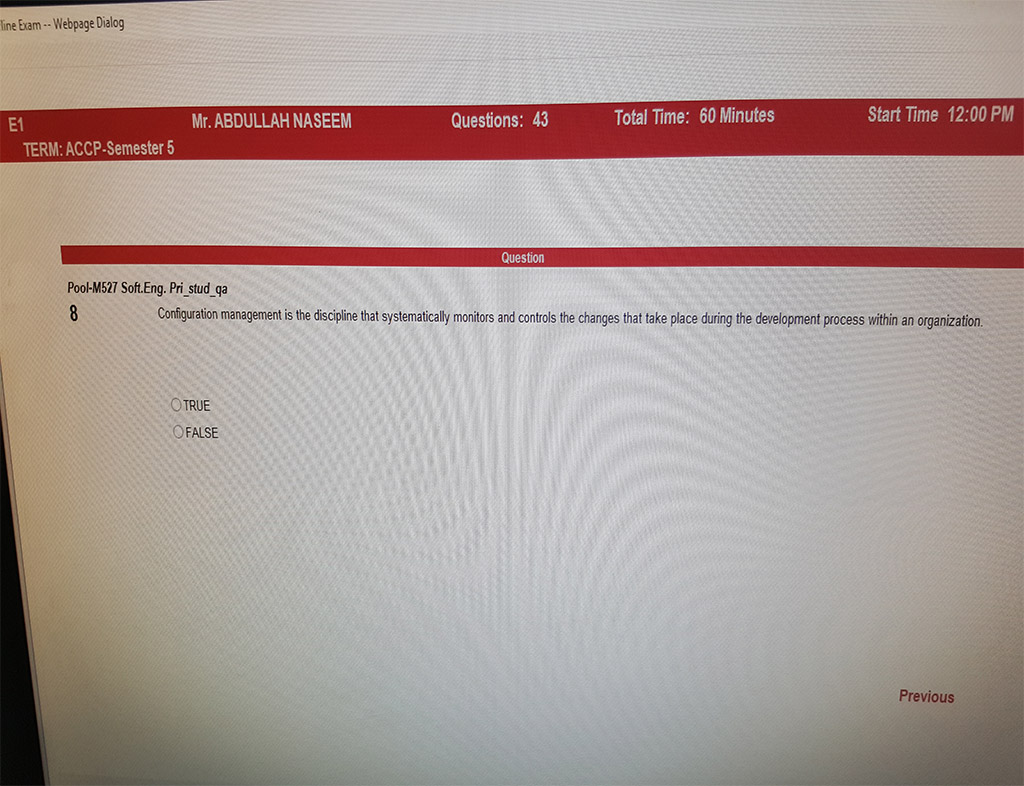 line Exam -- Webpage Dialog
E1 Mr. ABDULLAH NASEEM Questions: 43 Total Time: 60 Minutes Start Time 12:00 PM
TERM: ACCP-Semester 5
Question
Pool-M527 Soft.Eng. Pri_stud_qa
8 Configuration management is the discipline that systematically monitors and controls the changes that take place during the development process within an organization.
TRUE
FALSE
Previous